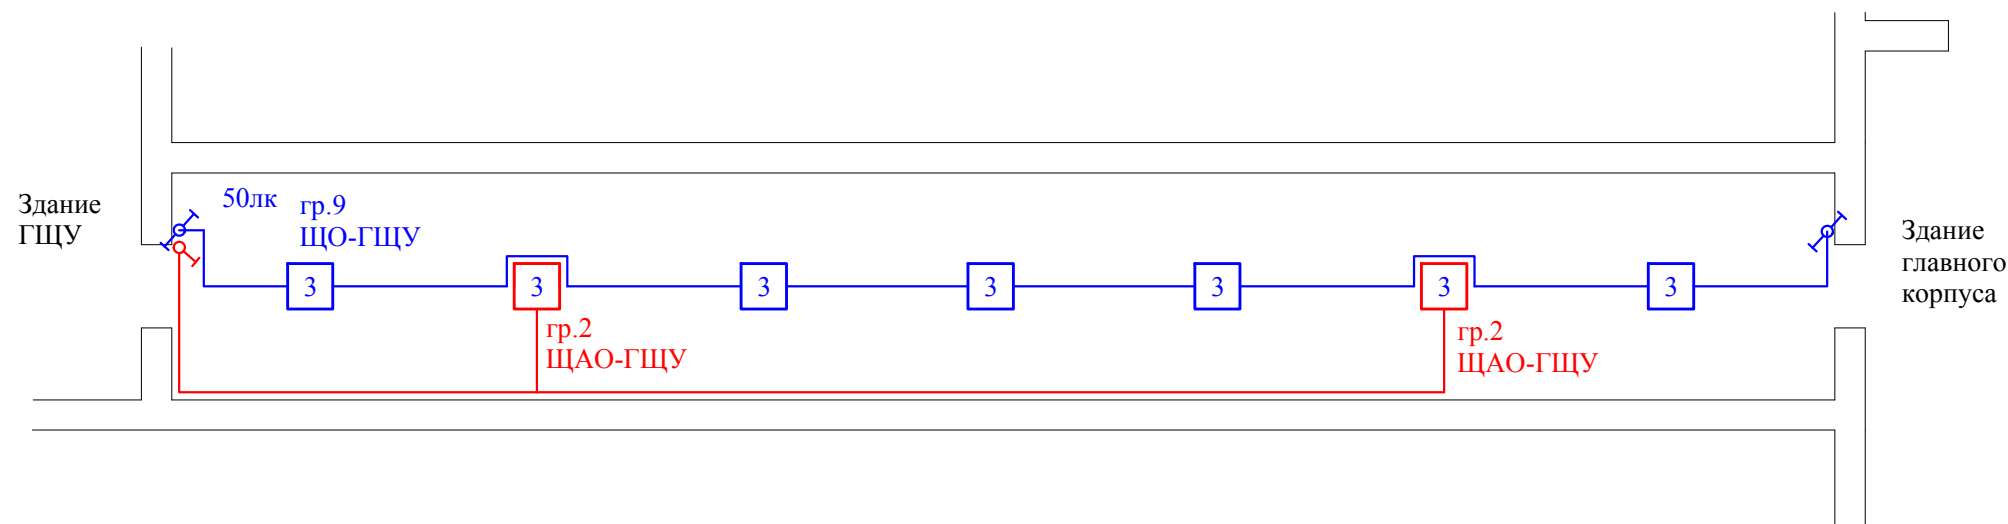 Здание
ГЩУ
50лк
гр.9
ЩО-ГЩУ
3
3
3
3
3
3
3
гр.2
ЩАО-ГЩУ
гр.2
ЩАО-ГЩУ
Здание
главного
корпуса